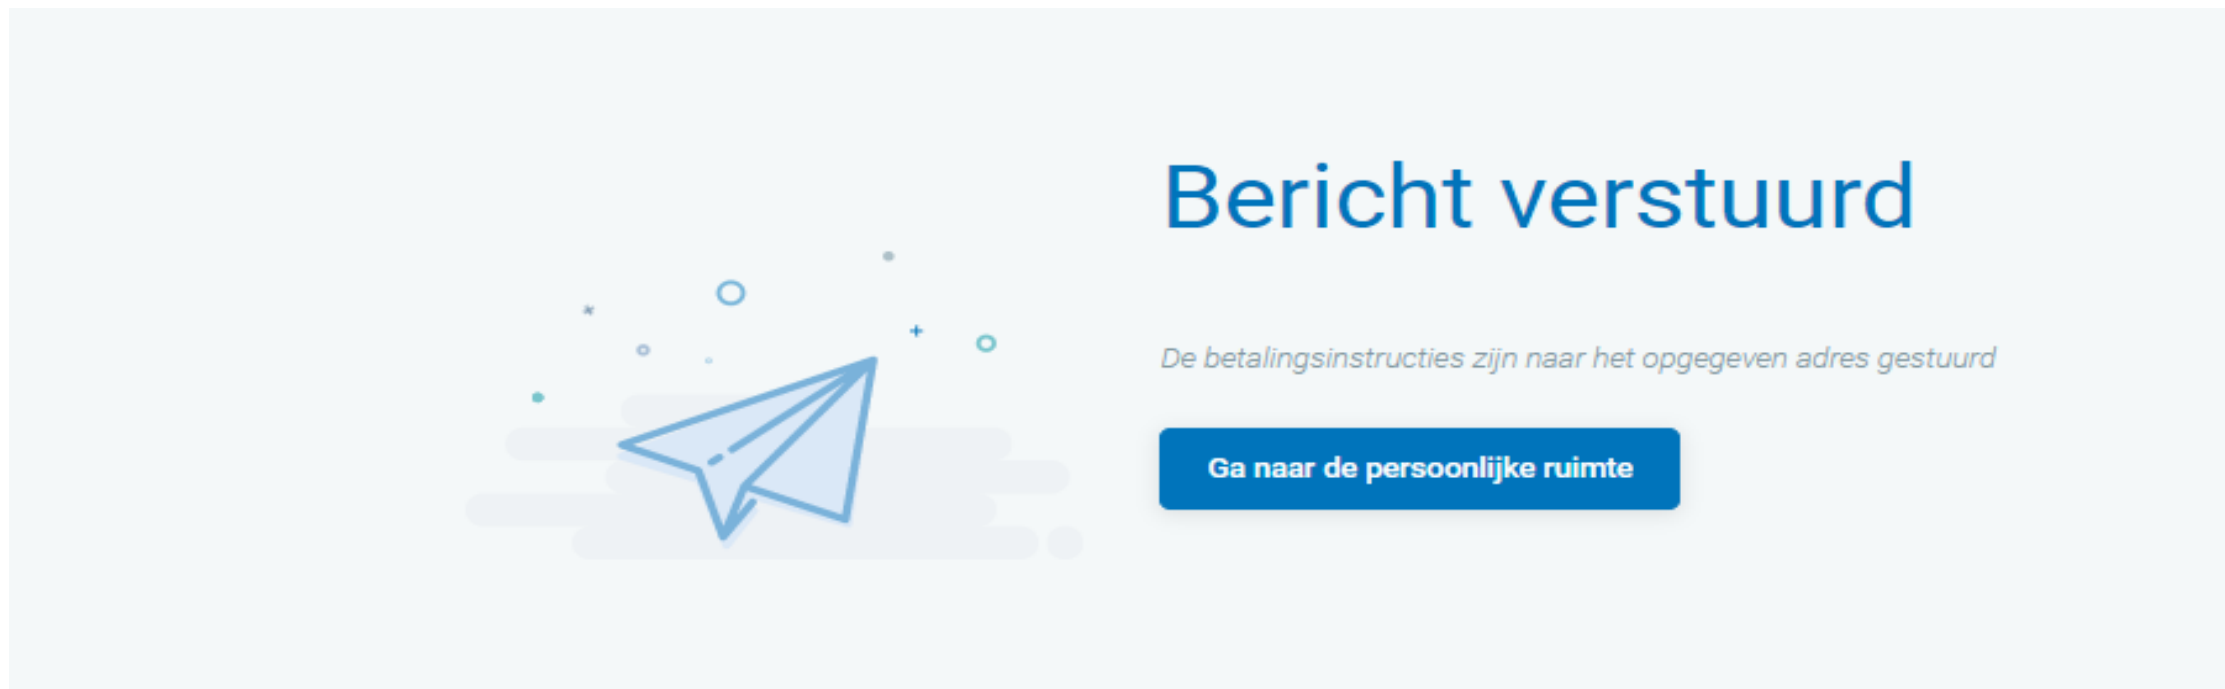 Bericht verstuurd
De betalingsinstructies zijn naar het opgegeven adres gestuurd
Ga naar de persoonlijke ruimte